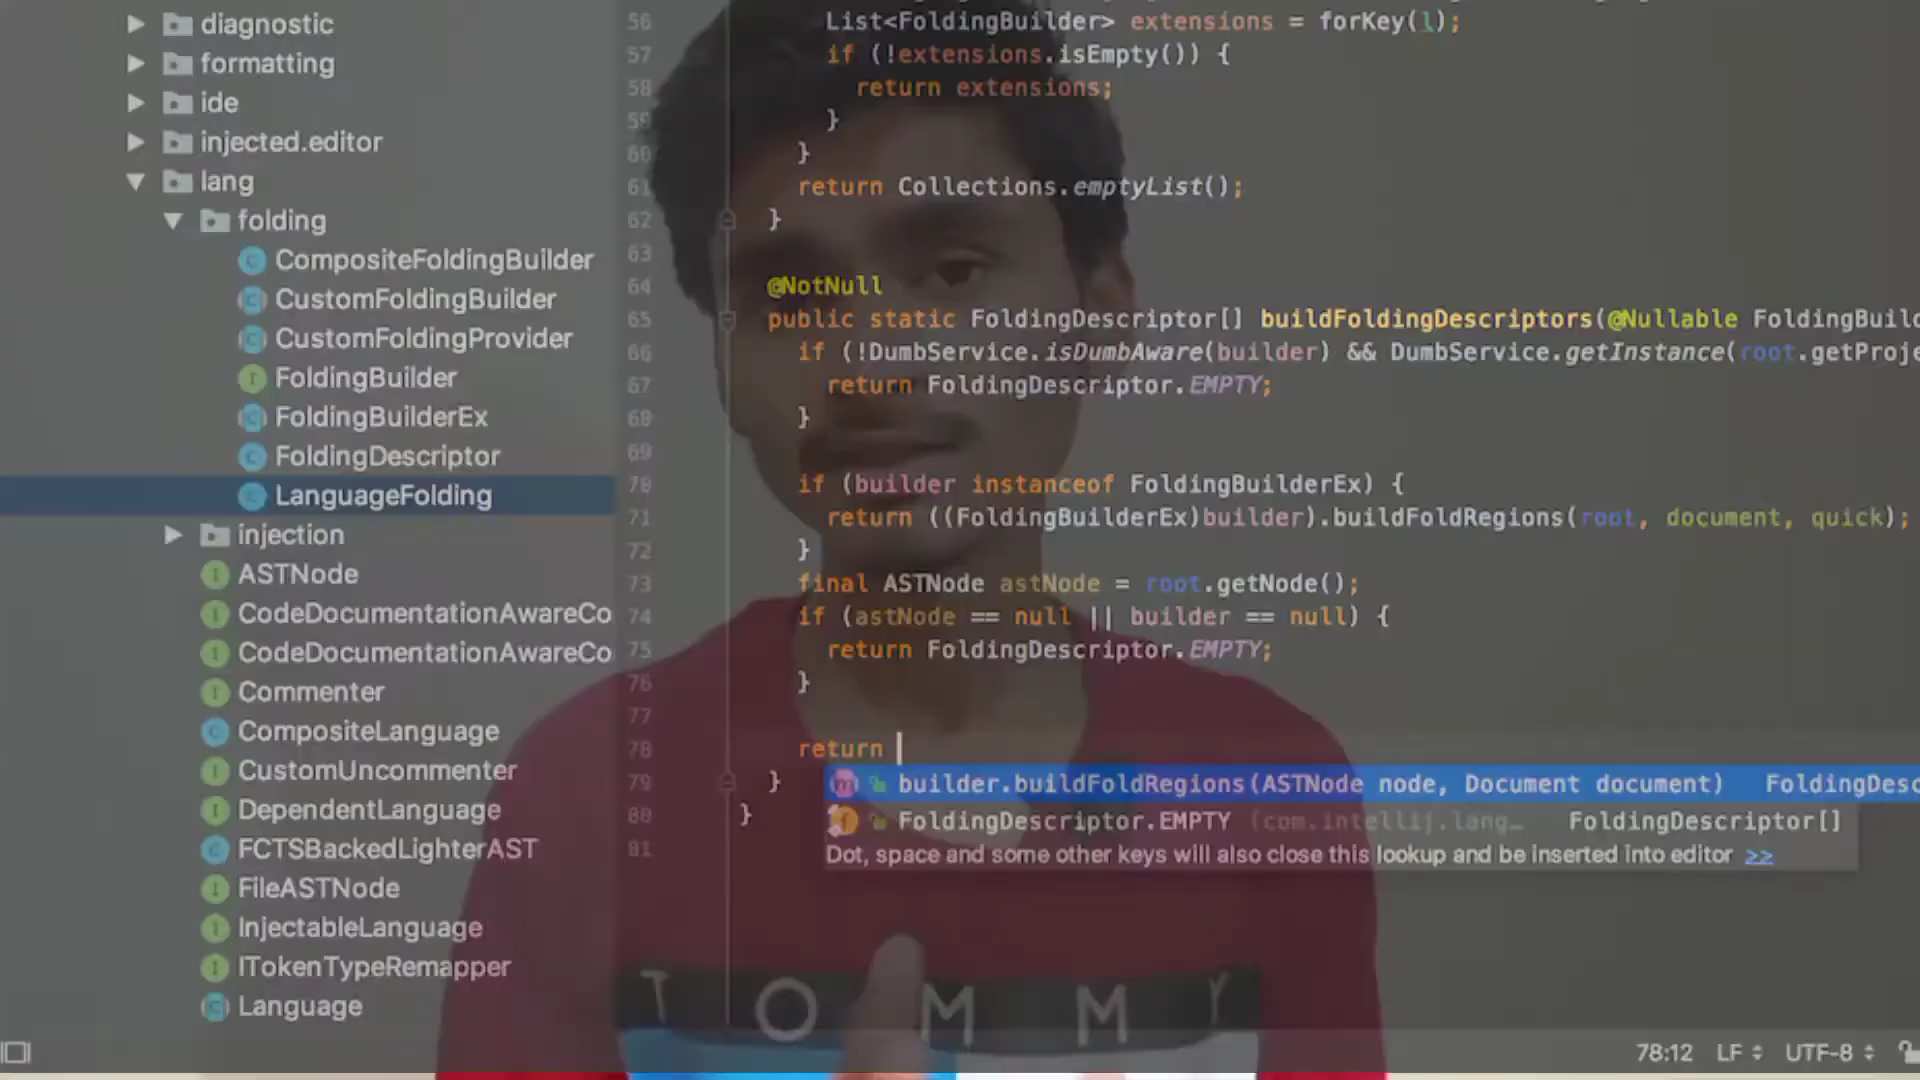 diagnostic
formatting
ide
injected.editor
lang
folding
CompositeFoldingBuilder
CustomFoldingBuilder
CustomFoldingProvider
FoldingBuilder
FoldingBuilderEx
FoldingDescriptor
LanguageFolding
injection
ASTNode
CodeDocumentationAwareCo
CodeDocumentationAwareCo
Commenter
CompositeLanguage
CustomUncommenter
DependentLanguage
FCTSBackedLighterAST
FileASTNode
InjectableLanguage
ITokenTypeRemapper
Language
56 List<FoldingBuilder> extensions = forKey(l);
57 if (!extensions.isEmpty()) {
58 return extensions;
59 }
60 }
61 return Collections.emptyList();
62 }
63
64 @NotNull
65 public static FoldingDescriptor[] buildFoldingDescriptors(@Nullable FoldingBuild
66 if (!DumbService.isDumbAware(builder) && DumbService.getInstance(root.getProje
67 return FoldingDescriptor.EMPTY;
68 }
69
70 if (builder instanceof FoldingBuilderEx) {
71 return ((FoldingBuilderEx)builder).buildFoldRegions(root, document, quick);
72 }
73 final ASTNode astNode = root.getNode();
74 if (astNode == null || builder == null) {
75 return FoldingDescriptor.EMPTY;
76 }
77
78 return
79 }
80 }
81
m builder.buildFoldRegions(ASTNode node, Document document) FoldingDesc
f FoldingDescriptor.EMPTY (com.intellij.lang… FoldingDescriptor[]
Dot, space and some other keys will also close this lookup and be inserted into editor >>
TOMMY
78:12 LF UTF-8